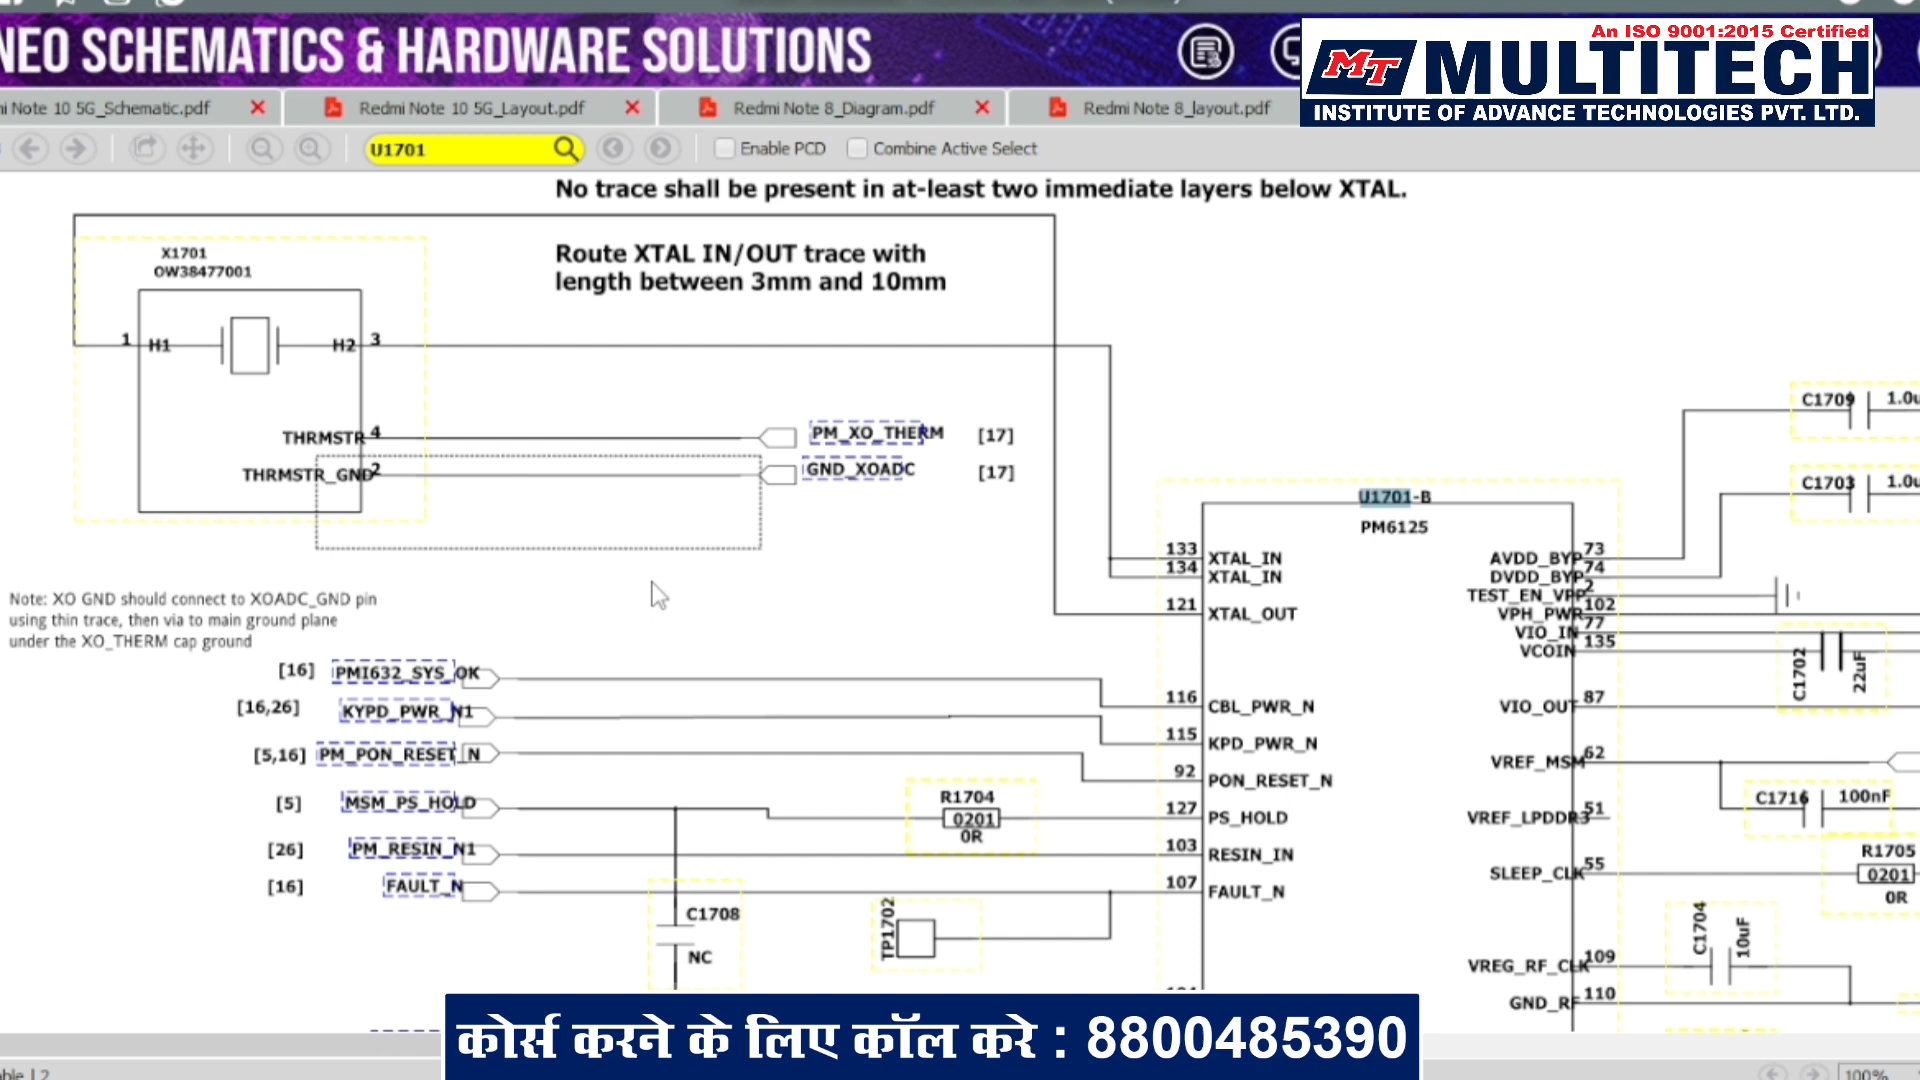 NEO SCHEMATICS & HARDWARE SOLUTIONS
An ISO 9001:2015 Certified
MT MULTITECH
INSTITUTE OF ADVANCE TECHNOLOGIES PVT. LTD.
Note 10 5G_Schematic.pdf
Redmi Note 10 5G_Layout.pdf
Redmi Note 8_Diagram.pdf
Redmi Note 8_layout.pdf
U1701
Enable PCD
Combine Active Select
No trace shall be present in at-least two immediate layers below XTAL.
Route XTAL IN/OUT trace with
length between 3mm and 10mm
X1701
OW38477001
1 H1 H2 3
THRMSTR 4 PM_XO_THERM [17]
THRMSTR_GND 2 GND_XOADC [17]
Note: XO GND should connect to XOADC_GND pin
using thin trace, then via to main ground plane
under the XO_THERM cap ground
[16] PMI632_SYS_OK
[16,26] KYPD_PWR_N1
[5,16] PM_PON_RESET_N
[5] MSM_PS_HOLD
[26] PM_RESIN_N1
[16] FAULT_N
R1704
0201
0R
C1708
NC
TP1702
U1701-B
PM6125
133 XTAL_IN
134 XTAL_IN
121 XTAL_OUT
116 CBL_PWR_N
115 KPD_PWR_N
92 PON_RESET_N
127 PS_HOLD
103 RESIN_IN
107 FAULT_N
AVDD_BYP 73
DVDD_BYP 74
TEST_EN_VPP 2
VPH_PWR 102
VIO_IN 77
VCOIN 135
VIO_OUT 87
VREF_MSM 62
VREF_LPDDR3 51
SLEEP_CLK 55
VREG_RF_CLK 109
GND_RF 110
C1709 1.0u
C1703 1.0u
C1702 22uF
C1716 100nF
R1705
0201
0R
C1704 10uF
कोर्स करने के लिए कॉल करे : 8800485390
100%